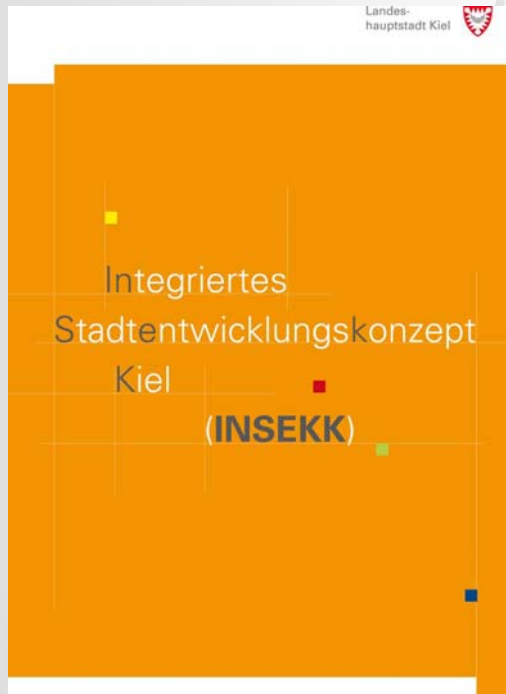 Landes-
hauptstadt Kiel
Integriertes
Stadtentwicklungskonzept
Kiel
(INSEKK)